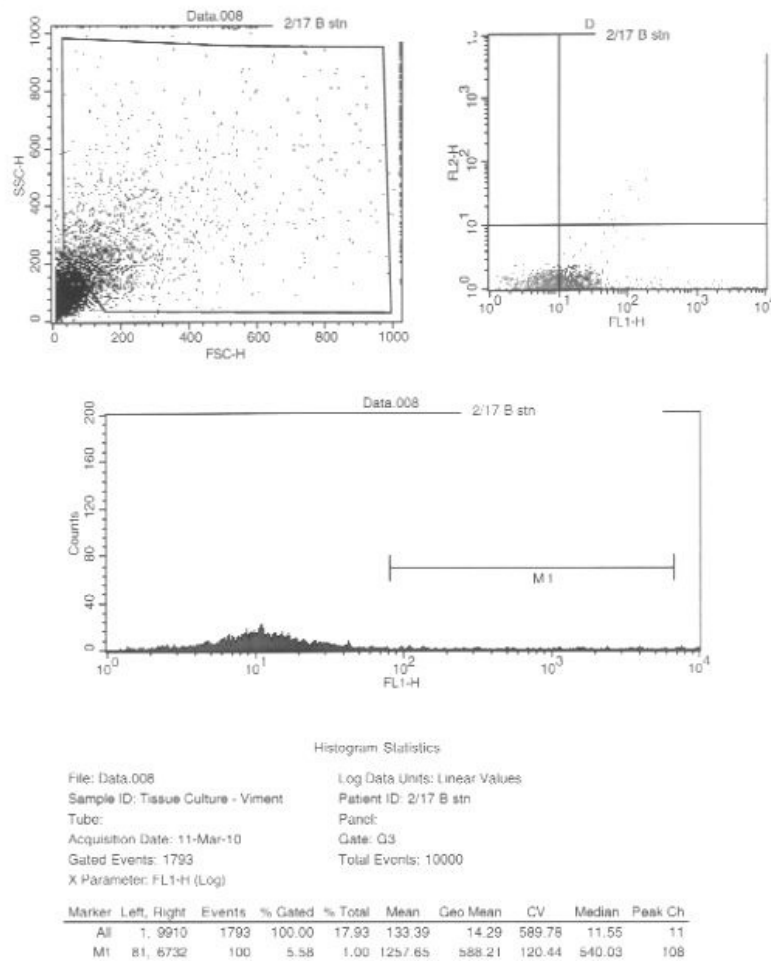 Data.008
2/17 B stn
1000
800
600
400
200
0
SSC-H
0 200 400 600 800 1000
FSC-H
D
2/17 B stn
10^3
10^2
10^1
10^0
FL2-H
10^0 10^1 10^2 10^3
FL1-H
Data.008
2/17 B stn
200
160
120
80
40
0
Counts
M1
10^0 10^1 10^2 10^3 10^4
FL1-H
Histogram Statistics
File: Data.008 Log Data Units: Linear Values
Sample ID: Tissue Culture - Viment Patient ID: 2/17 B stn
Tube: Panel:
Acquisition Date: 11-Mar-10 Gate: G3
Gated Events: 1793 Total Events: 10000
X Parameter: FL1-H (Log)
Marker Left, Right Events % Gated % Total Mean Geo Mean CV Median Peak Ch
All 1, 9910 1793 100.00 17.93 133.39 14.29 589.78 11.55 11
M1 81, 6732 100 5.58 1.00 1257.65 588.21 120.44 540.03 108